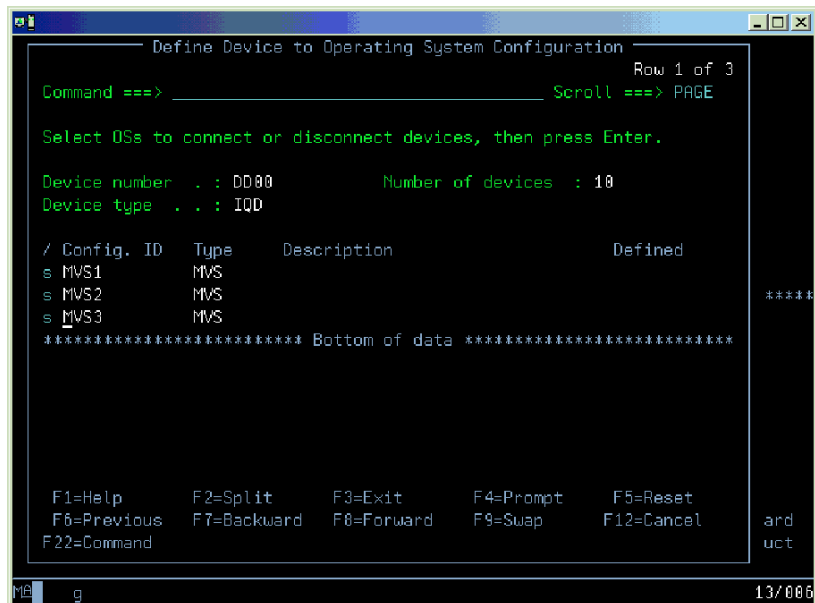 Define Device to Operating System Configuration
Row 1 of 3
Command ===> _____________________________________ Scroll ===> PAGE
Select OSs to connect or disconnect devices, then press Enter.
Device number . : DD00 Number of devices : 10
Device type . . : IQD
/ Config. ID Type Description Defined
s MVS1 MVS
s MVS2 MVS
*****
s MVS3 MVS
************************** Bottom of data ***************************
F1=Help F2=Split F3=Exit F4=Prompt F5=Reset
F6=Previous F7=Backward F8=Forward F9=Swap F12=Cancel
ard
F22=Command
uct
MA g 13/006